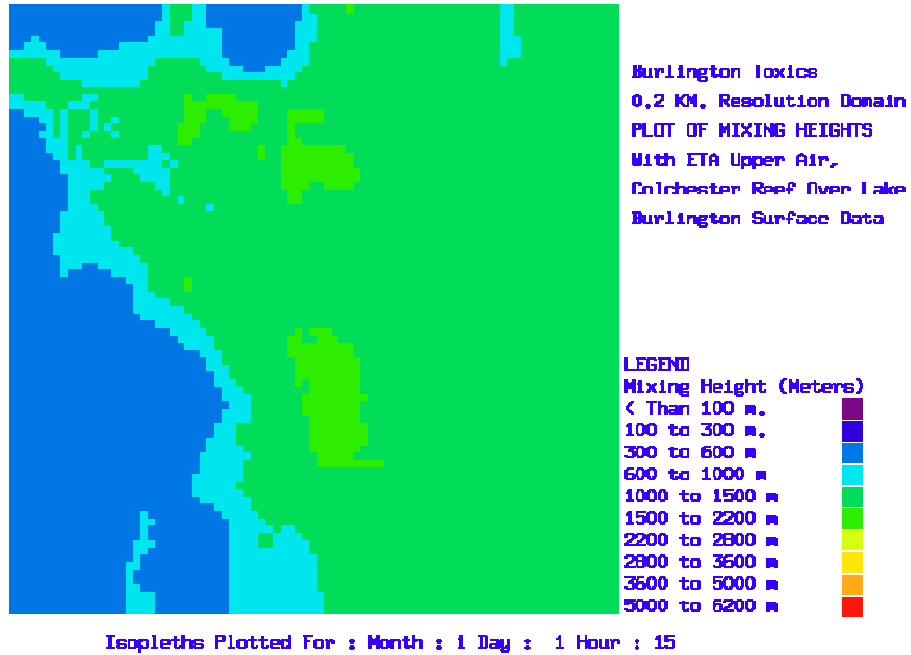 Burlington Toxics
0.2 KM. Resolution Domain
PLOT OF MIXING HEIGHTS
With ETA Upper Air,
Colchester Reef Over Lake
Burlington Surface Data
LEGEND
Mixing Height (Meters)
< Than 100 m.
100 to 300 m.
300 to 600 m
600 to 1000 m
1000 to 1500 m
1500 to 2200 m
2200 to 2800 m
2800 to 3600 m
3600 to 5000 m
5000 to 6200 m
Isopleths Plotted For : Month : 1 Day : 1 Hour : 15